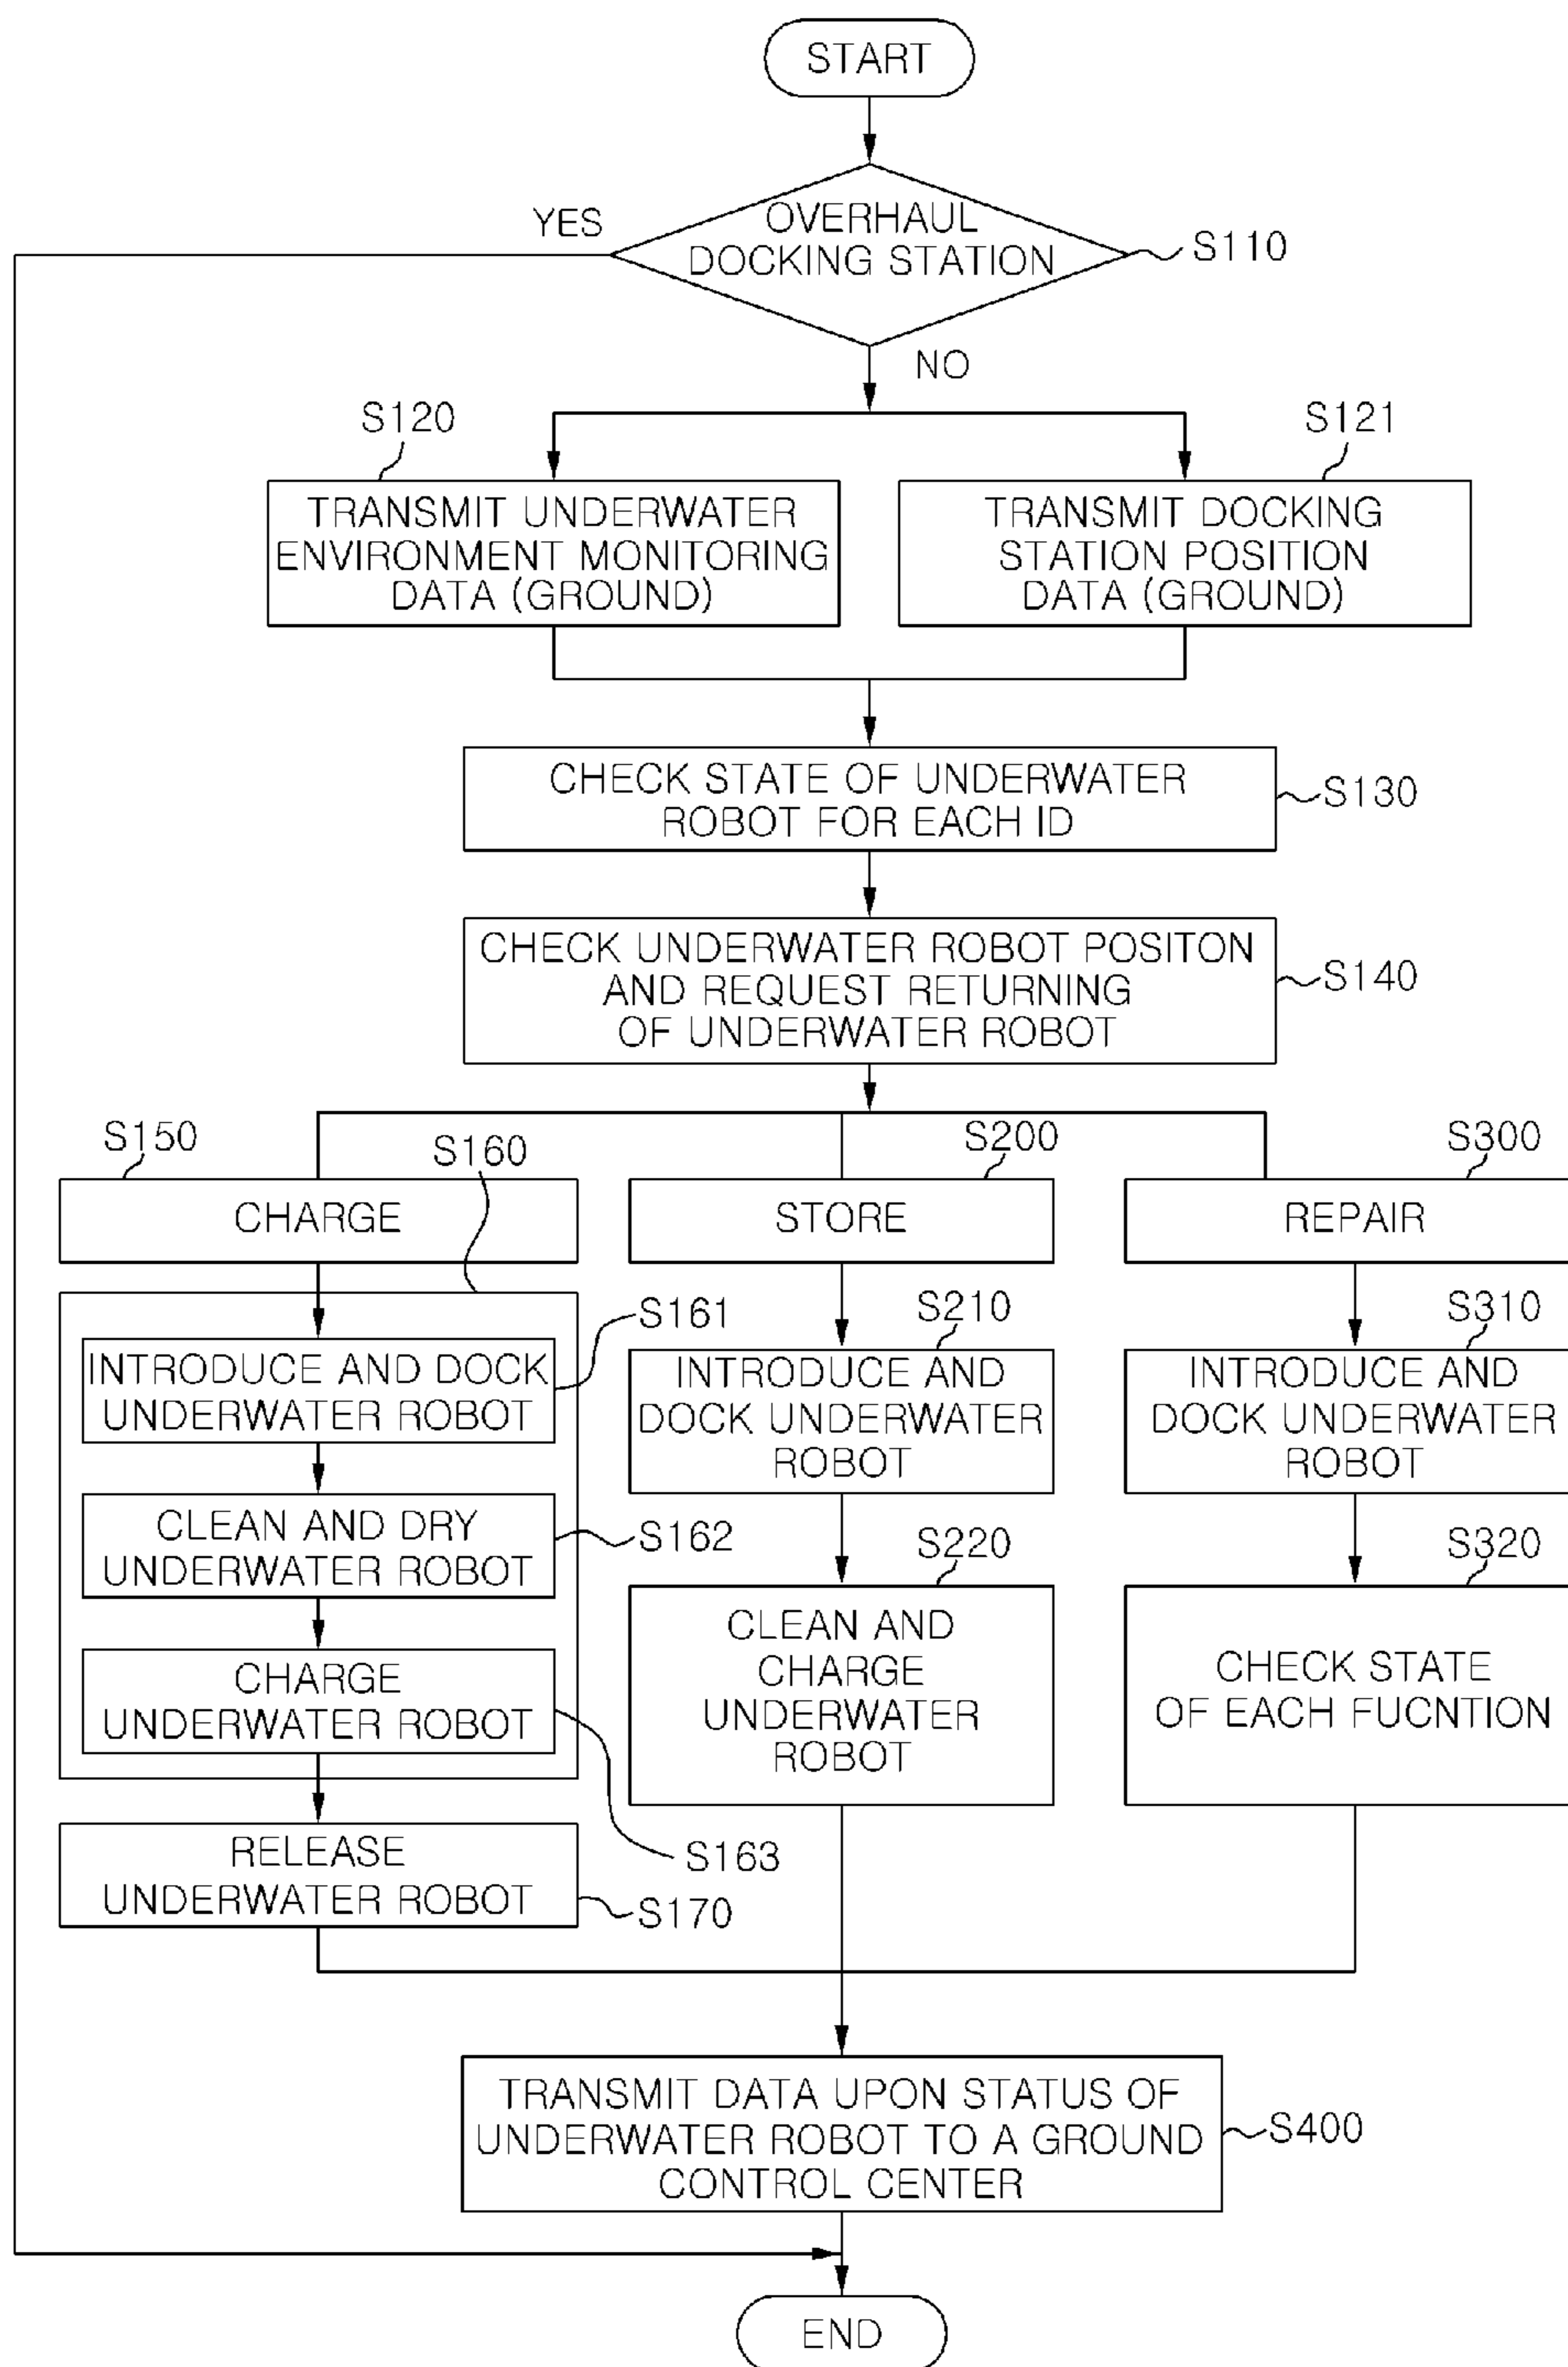 START
YES
OVERHAUL
DOCKING STATION
S110
NO
S120
S121
TRANSMIT UNDERWATER
ENVIRONMENT MONITORING
DATA (GROUND)
TRANSMIT DOCKING
STATION POSITION
DATA (GROUND)
CHECK STATE OF UNDERWATER
ROBOT FOR EACH ID
S130
CHECK UNDERWATER ROBOT POSITON
AND REQUEST RETURNING
OF UNDERWATER ROBOT
S140
S150
S160
S200
S300
CHARGE
STORE
REPAIR
S161
INTRODUCE AND DOCK
UNDERWATER ROBOT
S162
CLEAN AND DRY
UNDERWATER ROBOT
CHARGE
UNDERWATER ROBOT
S163
RELEASE
UNDERWATER ROBOT
S170
S210
INTRODUCE AND
DOCK UNDERWATER
ROBOT
S220
CLEAN AND
CHARGE
UNDERWATER
ROBOT
S310
INTRODUCE AND
DOCK UNDERWATER
ROBOT
S320
CHECK STATE
OF EACH FUCNTION
TRANSMIT DATA UPON STATUS OF
UNDERWATER ROBOT TO A GROUND
CONTROL CENTER
S400
END